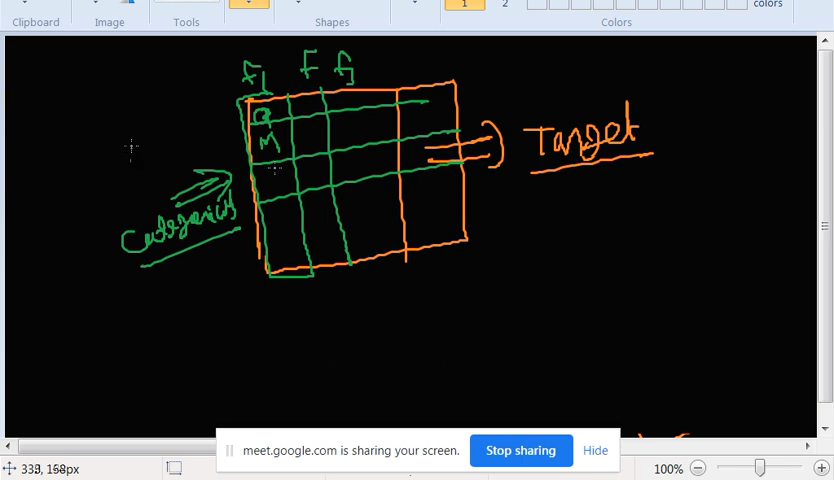 1
2
colors
Clipboard
Image
Tools
Shapes
Colors
F1 F f3
M
Target
Categorical
meet.google.com is sharing your screen. Stop sharing Hide
100%